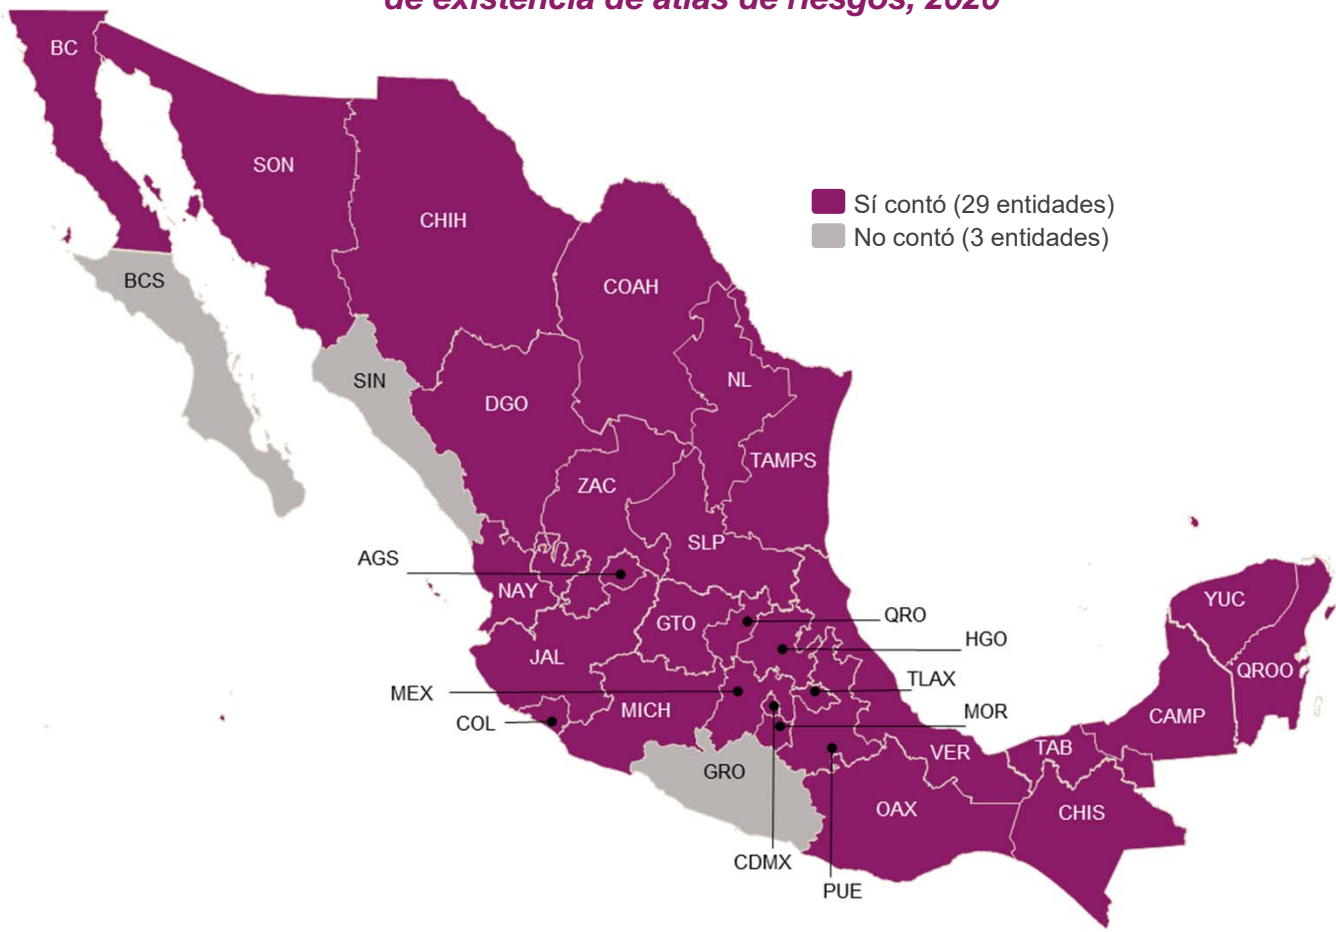 de existencia de atlas de riesgos, 2020
BC
SON
CHIH
Sí contó (29 entidades)
No contó (3 entidades)
BCS
COAH
SIN
NL
DGO
TAMPS
ZAC
SLP
AGS
NAY
YUC
GTO
QRO
HGO
JAL
QROO
TLAX
MEX
MICH
COL
MOR
CAMP
VER
TAB
GRO
OAX
CHIS
CDMX
PUE